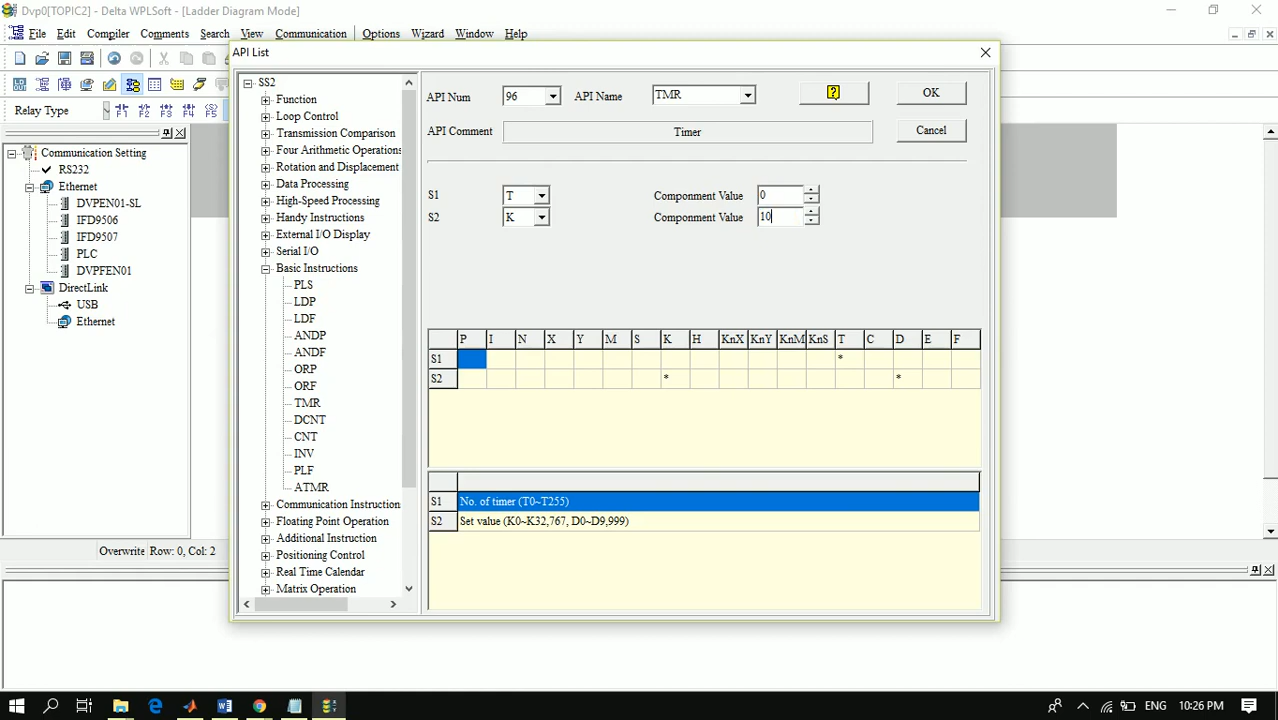 Dvp0[TOPIC2] - Delta WPLSoft - [Ladder Diagram Mode]
File Edit Compiler Comments Search Communication Options Wizard Window Help
API List
Relay Type
Communication Setting
RS232
Ethernet
DVPEN01-SL
IFD9506
IFD9507
PLC
DVPFEN01
DirectLink
USB
Ethernet
Overwrite Row: 0, Col: 2
SS2
Function
Loop Control
Transmission Comparison
Four Arithmetic Operations
Rotation and Displacement
Data Processing
High-Speed Processing
Handy Instructions
External I/O Display
Serial I/O
Basic Instructions
PLS
LDP
LDF
ANDP
ANDF
ORP
ORF
TMR
DCNT
CNT
INV
PLF
ATMR
Communication Instruction
Floating Point Operation
Additional Instruction
Positioning Control
Real Time Calendar
Matrix Operation
API Num 96 API Name TMR ? OK
API Comment Timer Cancel
S1 T Componment Value 0
S2 K Componment Value 10
P I N X Y M S K H KnX KnY KnM KnS T C D E F
S1 *
S2 * *
S1 No. of timer (T0~T255)
S2 Set value (K0~K32,767, D0~D9,999)
ENG 10:26 PM